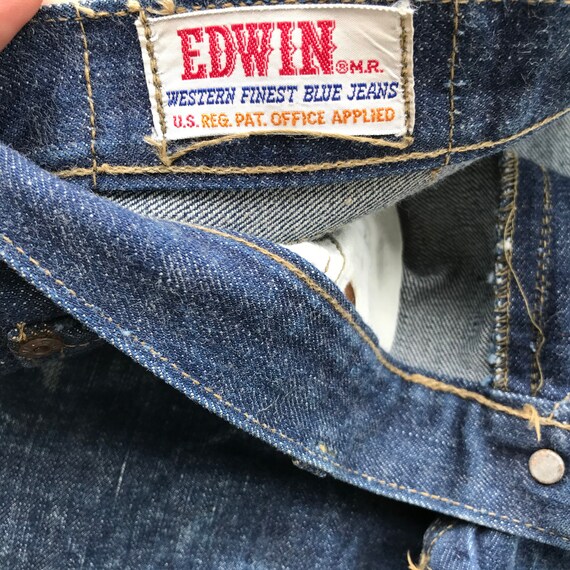 EDWIN ®M.R.
WESTERN FINEST BLUE JEANS
U.S. REG. PAT. OFFICE APPLIED